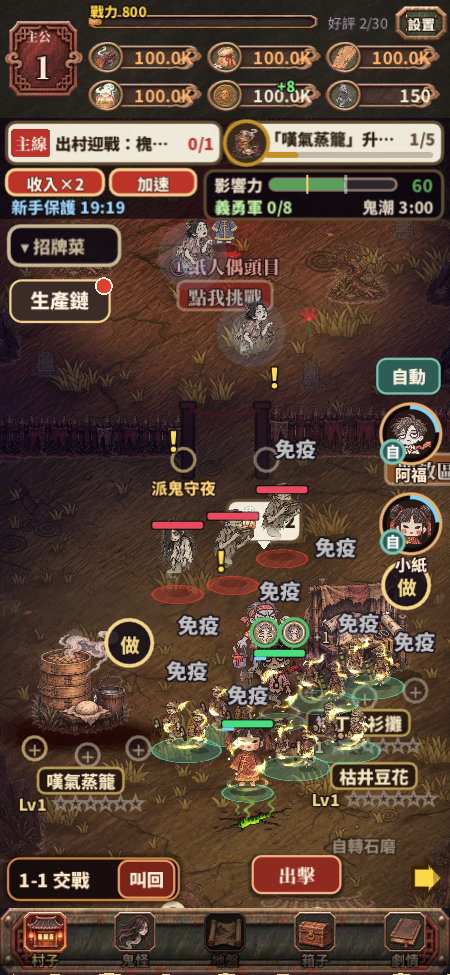 戰力 800
好評 2/30
設置
主公
1
100.0K
100.0K
100.0K
100.0K
100.0K
+8
150
主線
出村迎戰：槐…
0/1
「嘆氣蒸籠」升…
1/5
收入×2
加速
影響力
60
新手保護 19:19
義勇軍 0/8
鬼潮 3:00
▾招牌菜
紙人偶頭目
點我挑戰
生產鏈
自動
!
!
免疫
自
阿福
派鬼守夜
免疫
!
自
小紙
免疫
做
免疫
免疫
做
1
免疫
免疫
免疫
衫攤
嘆氣蒸籠
枯井豆花
Lv1
Lv1
自轉石磨
1-1 交戰
叫回
出擊
村子
鬼怪
地盤
箱子
劇情